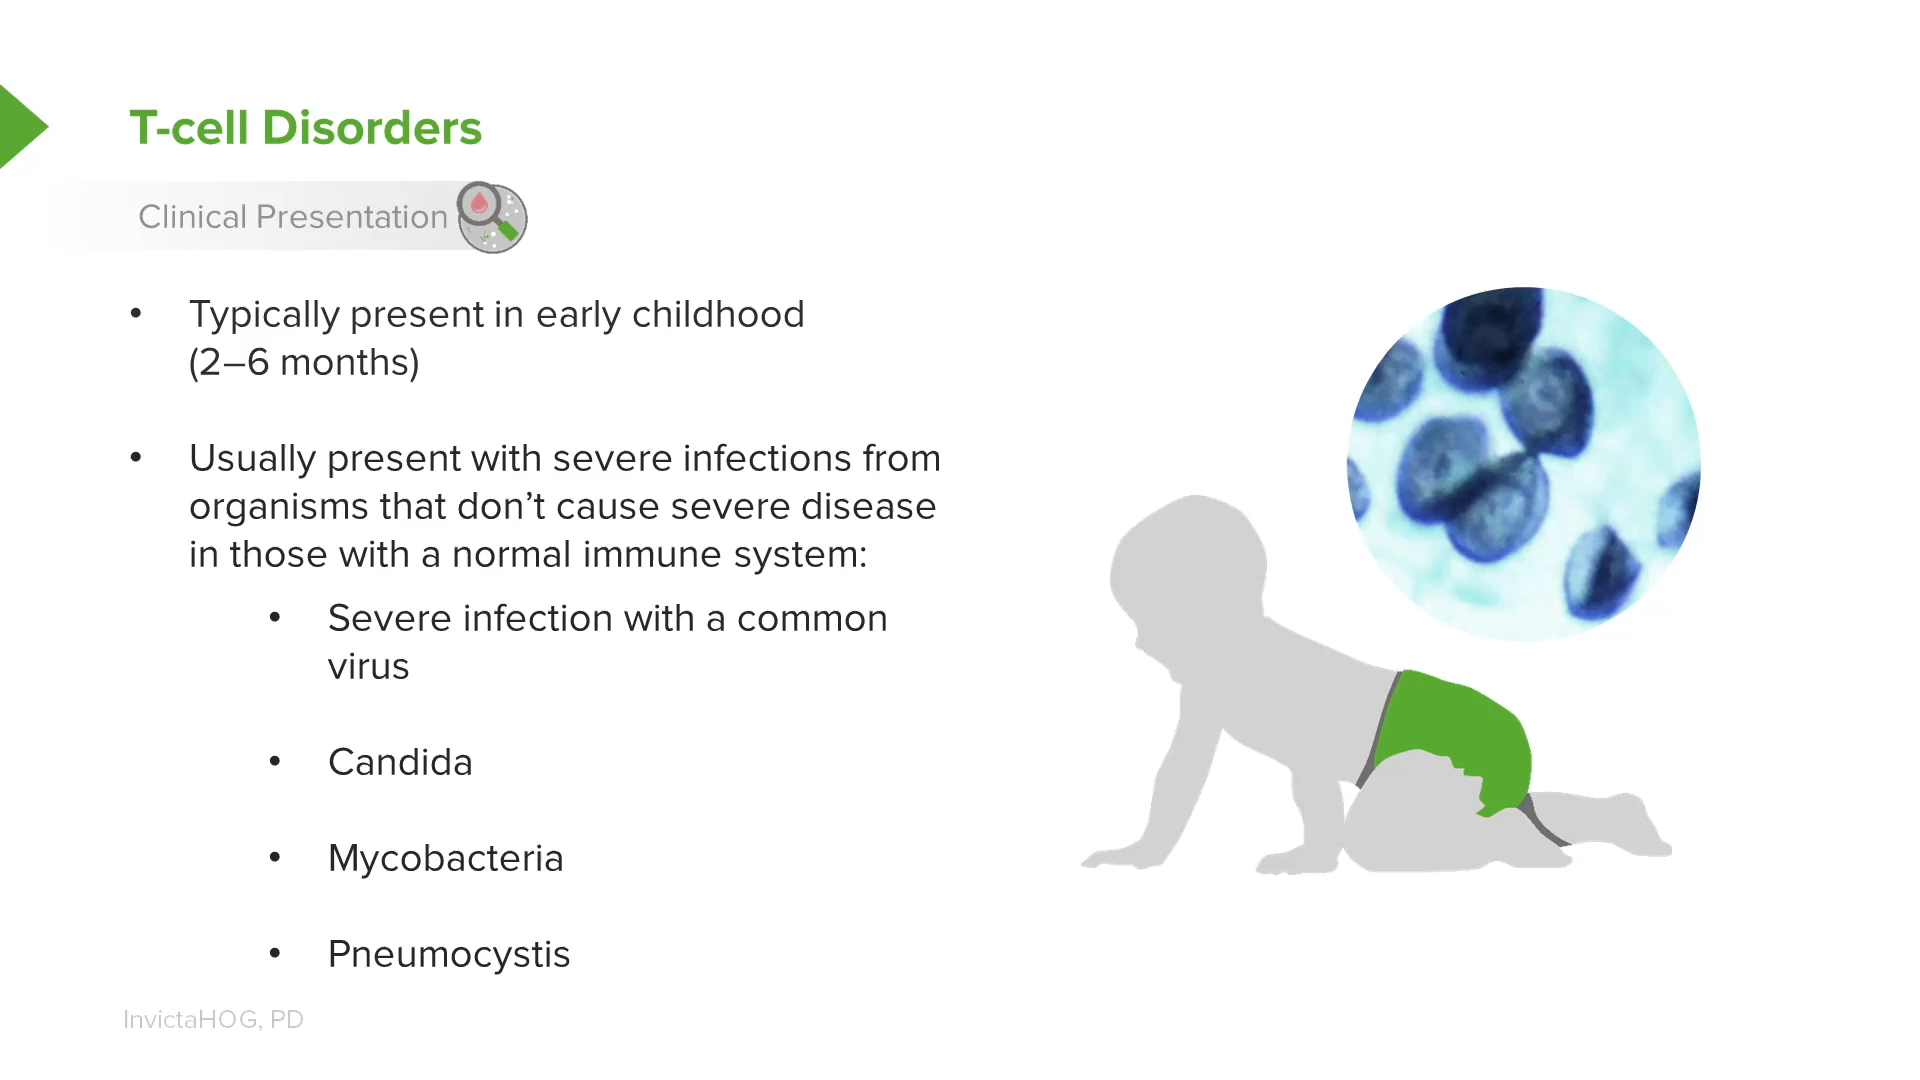 T-cell Disorders
Clinical Presentation
• Typically present in early childhood
(2–6 months)
• Usually present with severe infections from
organisms that don’t cause severe disease
in those with a normal immune system:
• Severe infection with a common
virus
• Candida
• Mycobacteria
• Pneumocystis
InvictaHOG, PD